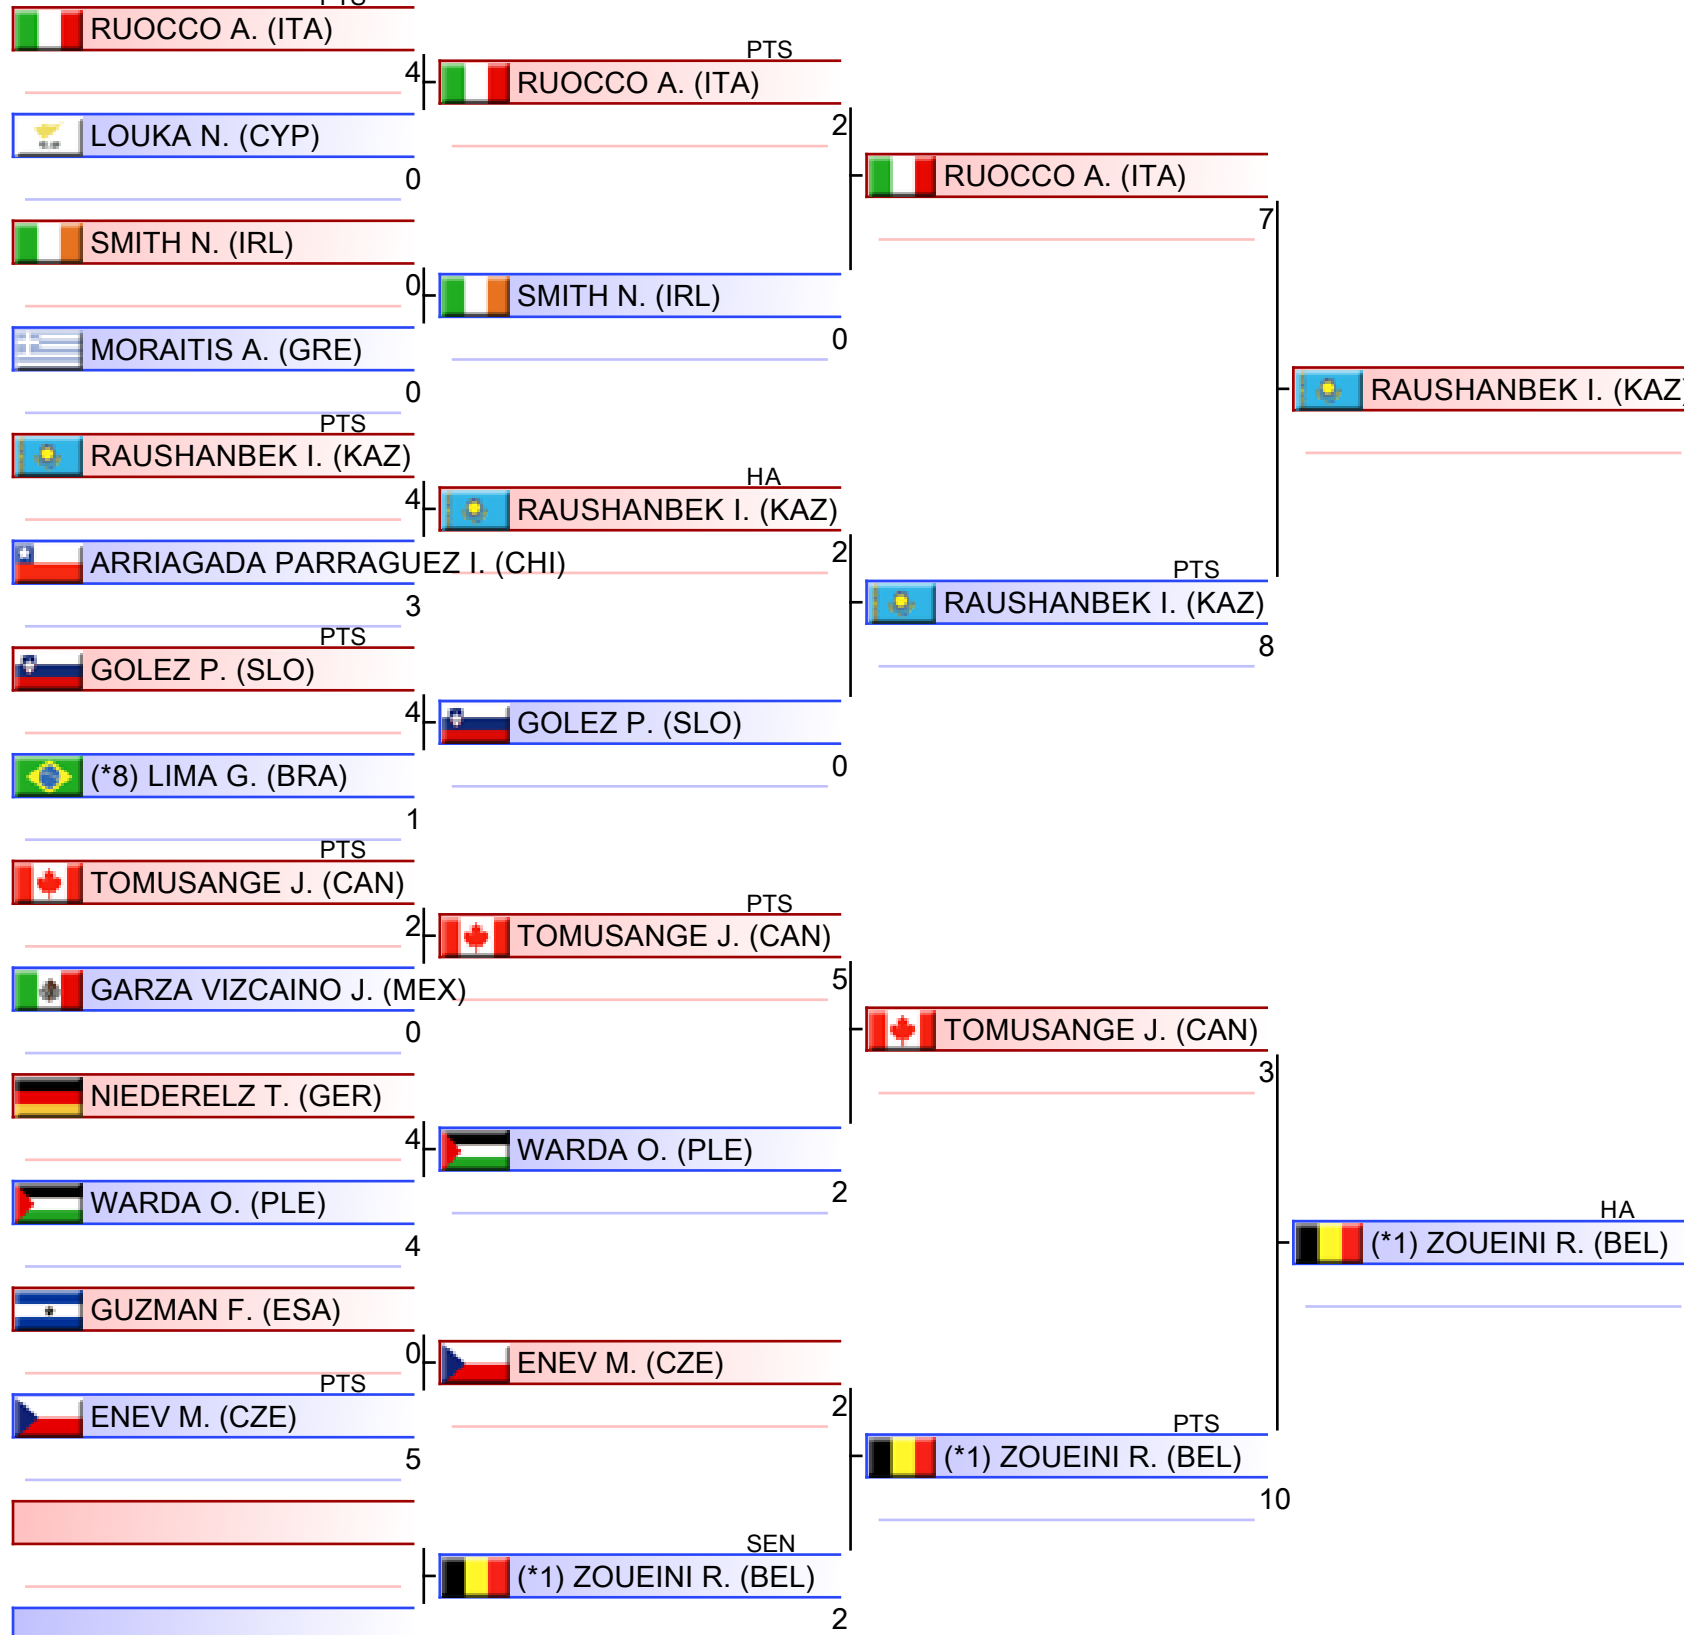 PTS
RUOCCO A. (ITA)
4
LOUKA N. (CYP)
0
SMITH N. (IRL)
0
MORAITIS A. (GRE)
0
PTS
RAUSHANBEK I. (KAZ)
4
ARRIAGADA PARRAGUEZ I. (CHI)
3
PTS
GOLEZ P. (SLO)
4
(*8) LIMA G. (BRA)
1
PTS
TOMUSANGE J. (CAN)
2
GARZA VIZCAINO J. (MEX)
0
NIEDERELZ T. (GER)
4
WARDA O. (PLE)
4
GUZMAN F. (ESA)
0
PTS
ENEV M. (CZE)
5
PTS
RUOCCO A. (ITA)
2
SMITH N. (IRL)
0
HA
RAUSHANBEK I. (KAZ)
2
GOLEZ P. (SLO)
0
PTS
TOMUSANGE J. (CAN)
5
WARDA O. (PLE)
2
ENEV M. (CZE)
2
SEN
(*1) ZOUEINI R. (BEL)
2
RUOCCO A. (ITA)
7
PTS
RAUSHANBEK I. (KAZ)
8
TOMUSANGE J. (CAN)
3
PTS
(*1) ZOUEINI R. (BEL)
10
RAUSHANBEK I. (KAZ)
HA
(*1) ZOUEINI R. (BEL)